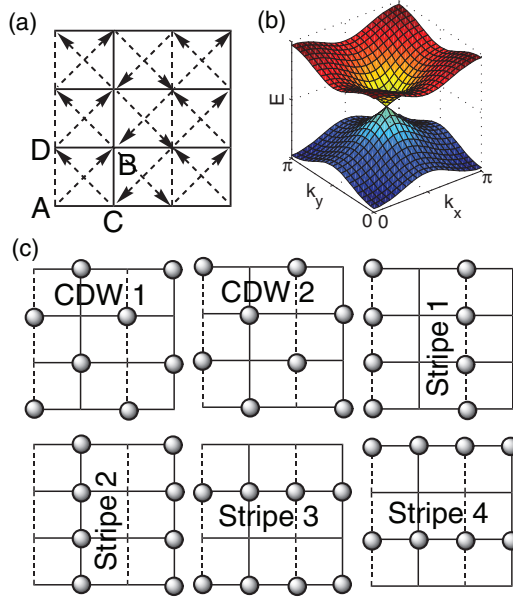 (a)
D
B
A
C
(b)
E
π
k_y
0 0
k_x
π
(c)
CDW 1
CDW 2
Stripe 1
Stripe 2
Stripe 3
Stripe 4